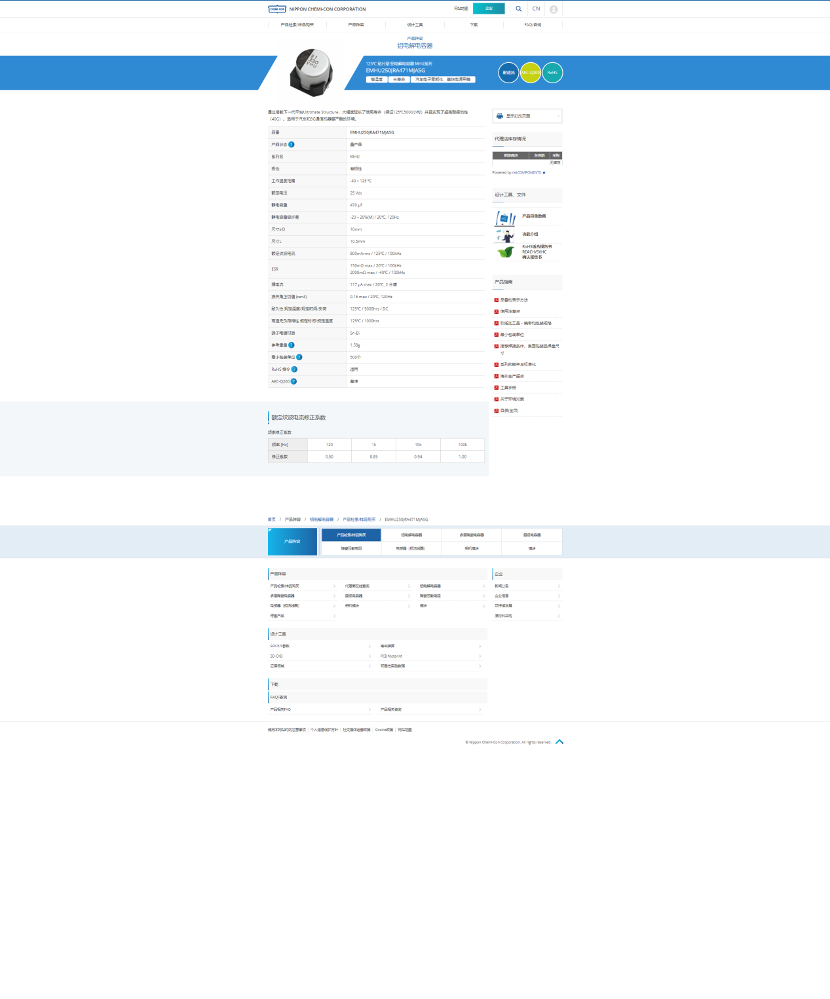 CHEMI-CON NIPPON CHEMI-CON CORPORATION
网站地图 企业 CN
产品检索/样品购买 产品阵容 设计工具 下载 FAQ/咨询
产品阵容
铝电解电容器
330
VHU
125℃ 贴片型 铝电解电容器 MHU系列
EMHU250JRA471MJA5G
高温度 长寿命 汽车电子零部件、基站电源用等
耐清洗 AEC-Q200 RoHS
通过搭载下一代平台Ultitmate Structure，大幅度延长了使用寿命（保证125℃5000小时）并且实现了超高耐振动性
（40G）。适用于汽车和5G通信机器等严酷的环境。
品番 EMHU250JRA471MJA5G
产品状态 ? 量产品
系列名 MHU
极性 有极性
工作温度范围 -40 ~ 125 ℃
额定电压 25 Vdc
静电容量 470 µF
静电容量容许差 -20 ~ 20%(M) / 20℃, 120Hz
尺寸ø D 10mm
尺寸L 10.5mm
额定纹波电流 800mArms / 125℃ / 100kHz
ESR 150mΩ max / 20℃ / 100kHz
2000mΩ max / -40℃ / 100kHz
漏电流 117 µA max / 20℃, 2 分値
损失角正切值 (tanδ) 0.16 max / 20℃, 120Hz
耐久性 规定温度/规定时间/负荷 125℃ / 5000hrs / DC
高温无负荷特性 规定时间/规定温度 125℃ / 1000hrs
端子电镀材质 Sn-Bi
参考重量 ? 1.58g
最小包装单位 ? 500个
RoHS 指令 ? 适用
AEC-Q200 ? 基准
显示打印页面
代理店库存情况
销售商店 在库数 采购
无库存
Powered by netCOMPONENTS
设计工具、文件
产品目录数据
功能介绍
RoHS适合报告书
REACH/SVHC
确认报告书
产品指南
品番的表示方法
使用注意点
引线加工品・编带和包装规格
最小包装单位
推荐焊接条件、表面贴装品焊盘尺
寸
系列的撤并与标准化
海外生产据点
工具手册
关于环境对策
目录(全页)
额定纹波电流修正系数
频率修正系数
频率 [Hz] 120 1k 10k 100k
修正系数 0.50 0.85 0.94 1.00
首页 / 产品阵容 / 铝电解电容器 / 产品检索/样品购买 / EMHU250JRA471MJA5G
产品阵容
产品检索/样品购买 铝电解电容器 多层陶瓷电容器 超级电容器
陶瓷压敏电阻 电感器（扼流线圈） 相机模块 模块
产品阵容
产品检索/样品购买 代理商在线查询 铝电解电容器
多层陶瓷电容器 超级电容器 陶瓷压敏电阻
电感器（扼流线圈） 相机模块 模块
停售产品
企业
新闻公告
企业信息
可持续发展
原材料采购
设计工具
SPICE/S参数 寿命推算
3D-CAD PCB footprint
应用领域 可靠性实验数据
下载
FAQ/咨询
产品相关FAQ 产品相关咨询
使用本网站时的注意事项 | 个人信息保护方针 | 社交媒体运营政策 | Cookie政策 | 网站地图
© Nippon Chemi-Con Corporation. All rights reserved.